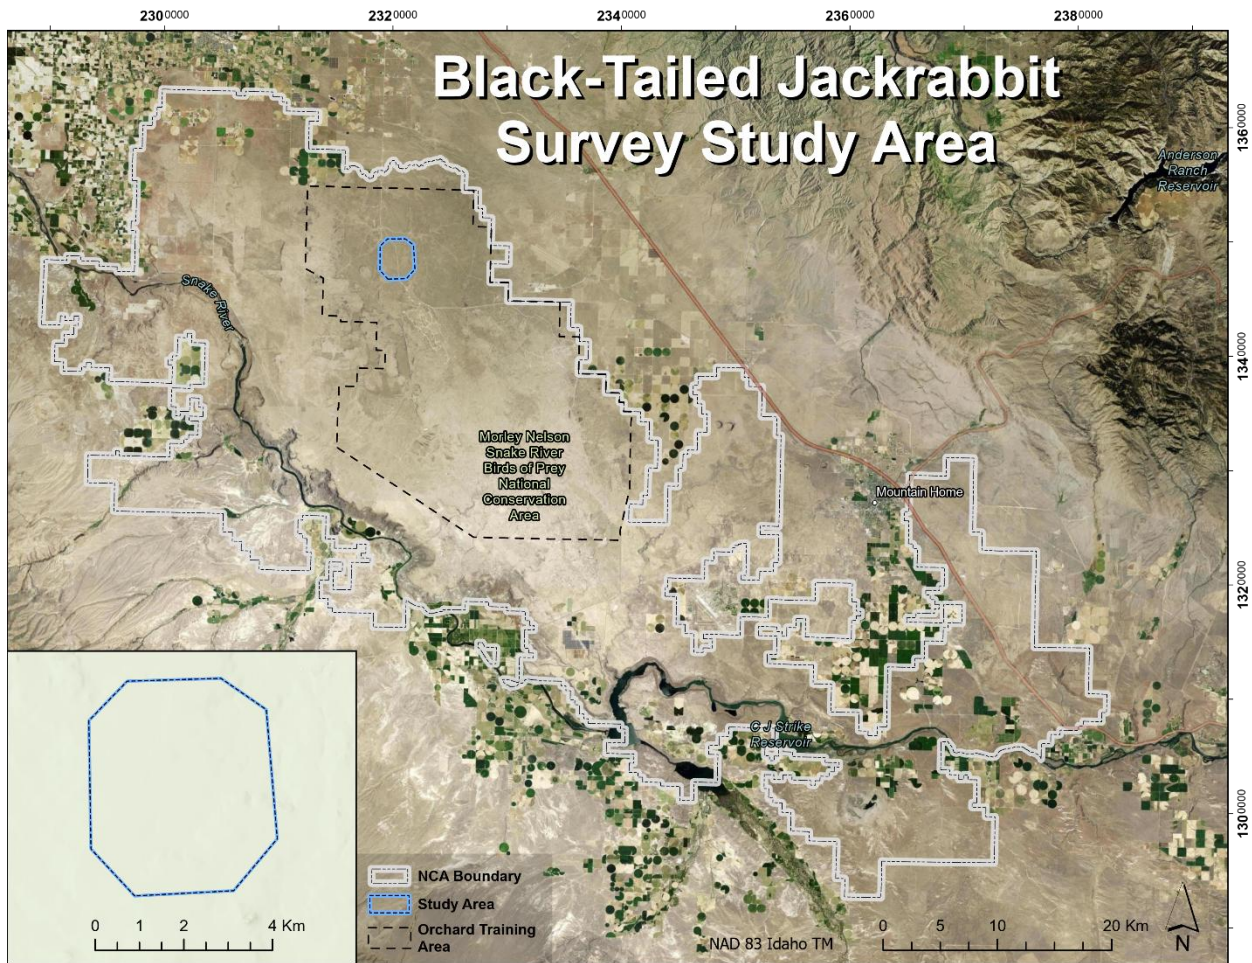 2300000
2320000
2340000
2360000
2380000
Black-Tailed Jackrabbit
Survey Study Area
1360000
Anderson
Ranch
Reservoir
Snake River
1340000
Morley Nelson
Snake River
Birds of Prey
National
Conservation
Area
Mountain Home
1320000
C J Strike
Reservoir
1300000
NCA Boundary
Study Area
Orchard Training
Area
0 1 2 4 Km
NAD 83 Idaho TM
0 5 10 20 Km
N